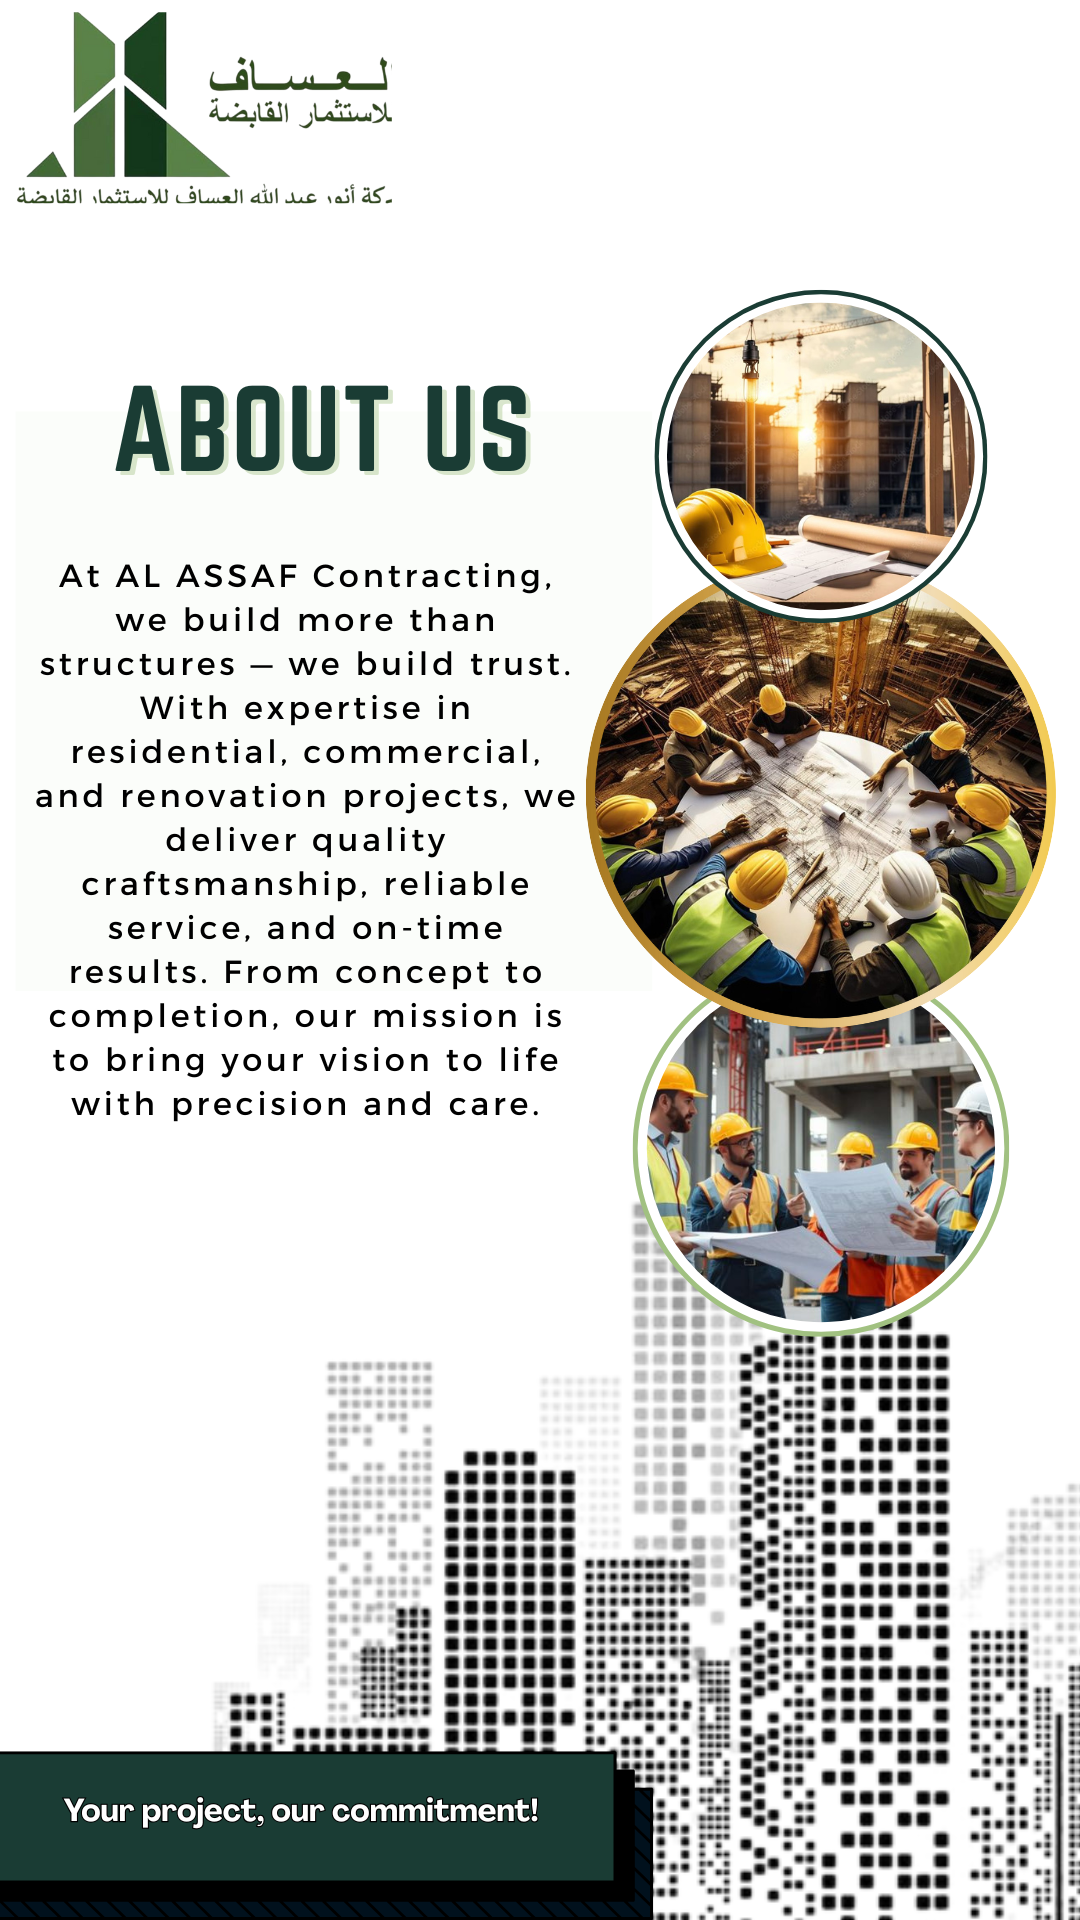 لعساف
للاستثمار القابضة
كة أنور عبد الله العساف للاستثمار القابضة
ABOUT US
At AL ASSAF Contracting,
we build more than
structures – we build trust.
With expertise in
residential, commercial,
and renovation projects, we
deliver quality
craftsmanship, reliable
service, and on-time
results. From concept to
completion, our mission is
to bring your vision to life
with precision and care.
Your project, our commitment!